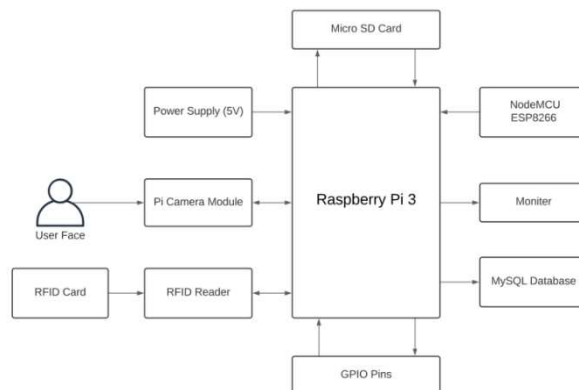 Micro SD Card
Power Supply (5V)
NodeMCU
ESP8266
Pi Camera Module
Raspberry Pi 3
Moniter
User Face
RFID Card
RFID Reader
MySQL Database
GPIO Pins